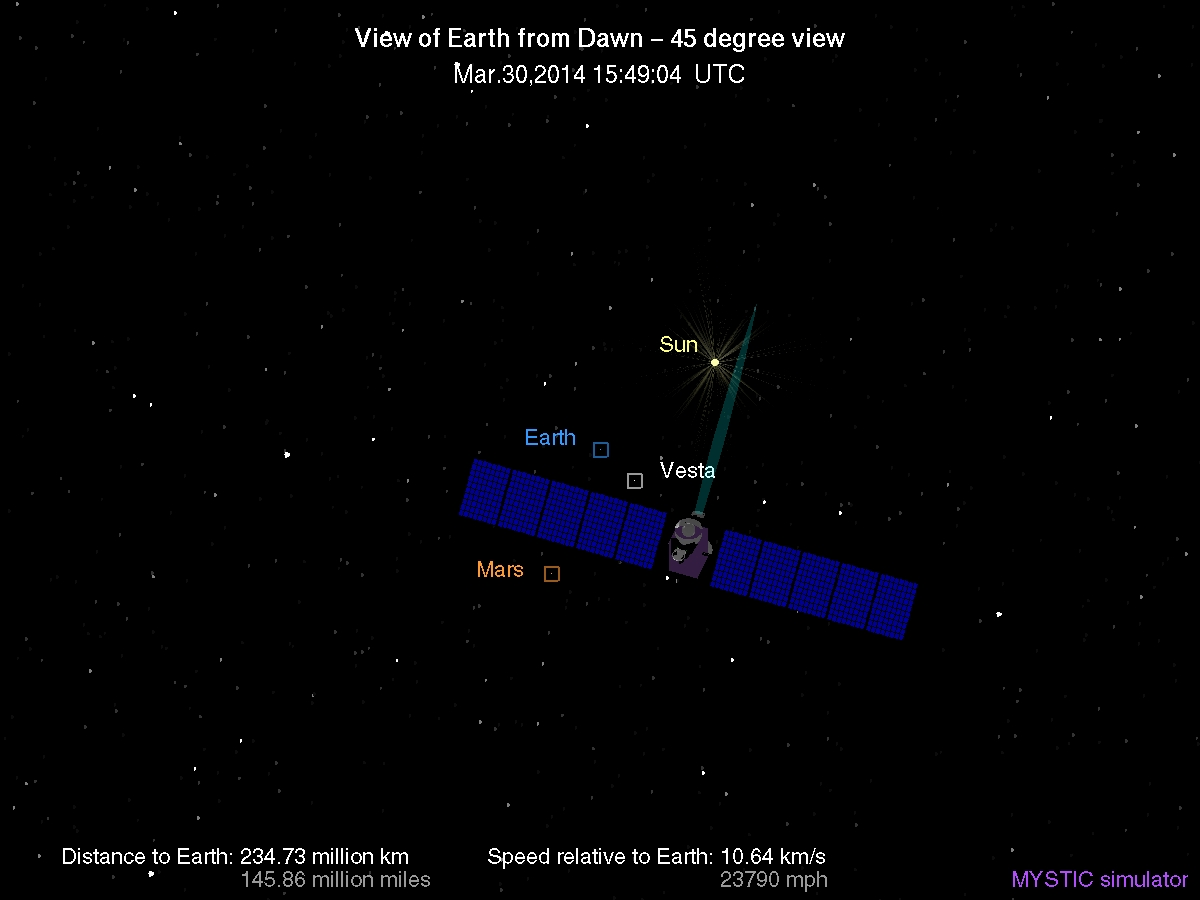 View of Earth from Dawn – 45 degree view
Mar.30,2014 15:49:04 UTC
Sun
Earth
Vesta
Mars
Distance to Earth: 234.73 million km
145.86 million miles
Speed relative to Earth: 10.64 km/s
23790 mph
MYSTIC simulator